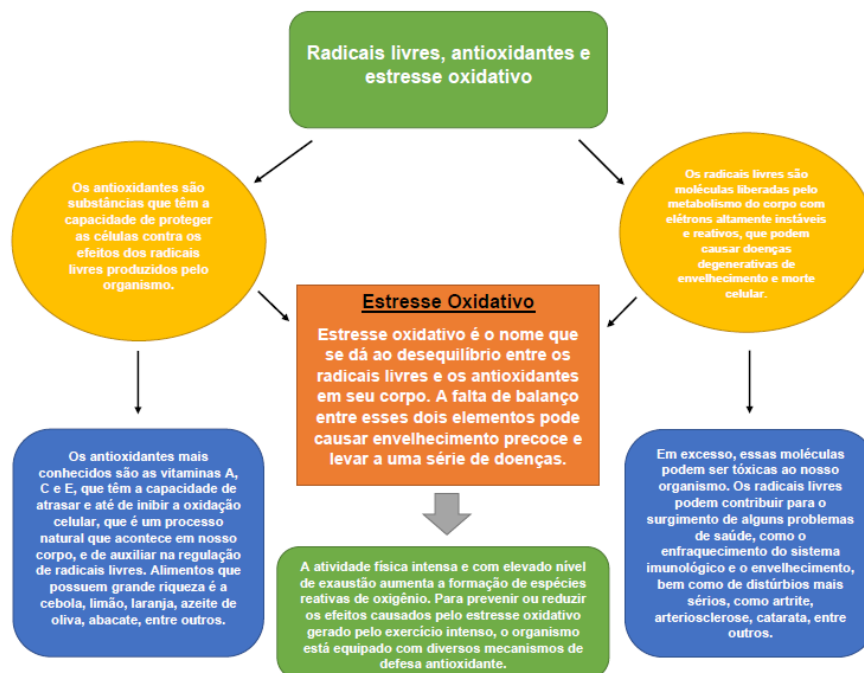 Radicais livres, antioxidantes e
estresse oxidativo
Os antioxidantes são
substâncias que têm a
capacidade de proteger
as células contra os
efeitos dos radicais
livres produzidos pelo
organismo.
Os radicais livres são
moléculas liberadas pelo
metabolismo do corpo com
elétrons altamente instáveis
e reativos, que podem
causar doenças
degenerativas de
envelhecimento e morte
celular.
Estresse Oxidativo
Estresse oxidativo é o nome que
se dá ao desequilíbrio entre os
radicais livres e os antioxidantes
em seu corpo. A falta de balanço
entre esses dois elementos pode
causar envelhecimento precoce e
levar a uma série de doenças.
Os antioxidantes mais
conhecidos são as vitaminas A,
C e E, que têm a capacidade de
atrasar e até de inibir a oxidação
celular, que é um processo
natural que acontece em nosso
corpo, e de auxiliar na regulação
de radicais livres. Alimentos que
possuem grande riqueza é a
cebola, limão, laranja, azeite de
oliva, abacate, entre outros.
Em excesso, essas moléculas
podem ser tóxicas ao nosso
organismo. Os radicais livres
podem contribuir para o
surgimento de alguns problemas
de saúde, como o
enfraquecimento do sistema
imunológico e o envelhecimento,
bem como de distúrbios mais
sérios, como artrite,
arteriosclerose, catarata, entre
outros.
A atividade física intensa e com elevado nível
de exaustão aumenta a formação de espécies
reativas de oxigênio. Para prevenir ou reduzir
os efeitos causados pelo estresse oxidativo
gerado pelo exercício intenso, o organismo
está equipado com diversos mecanismos de
defesa antioxidante.